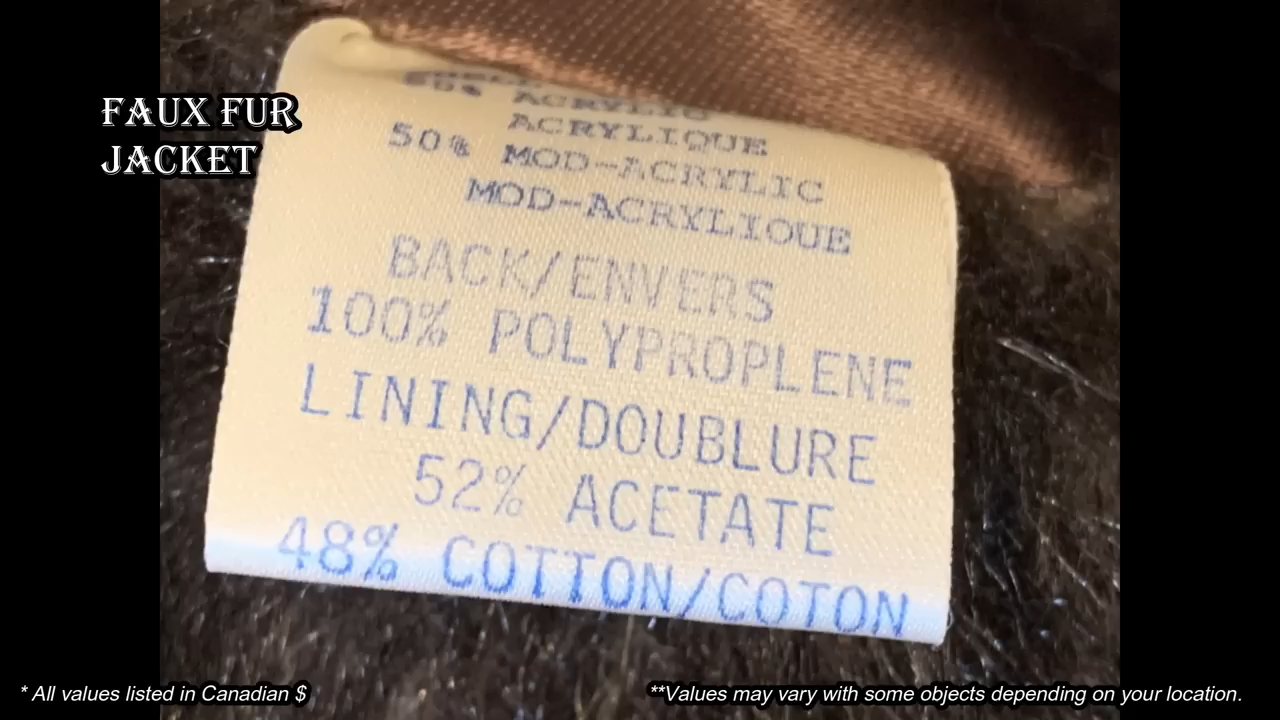 FAUX FUR
JACKET
ACRYLIC
ACRYLIQUE
50% MOD-ACRYLIC
MOD-ACRYLIQUE
BACK/ENVERS
100% POLYPROPLENE
LINING/DOUBLURE
52% ACETATE
48% COTTON/COTON
* All values listed in Canadian $
**Values may vary with some objects depending on your location.